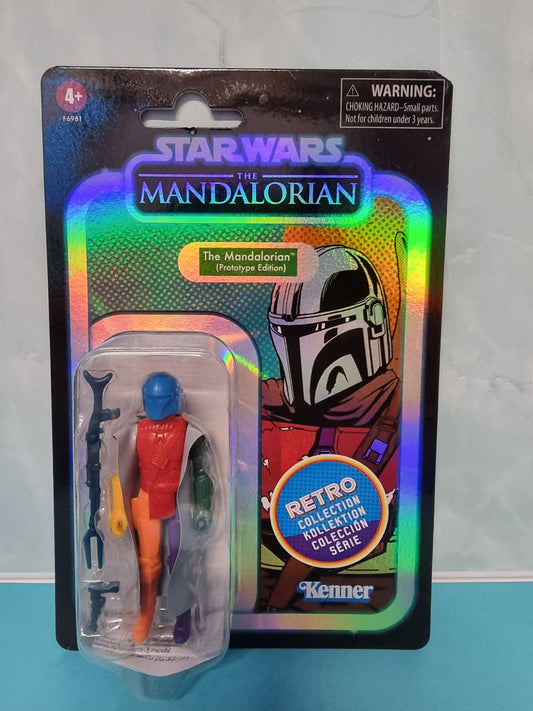 4+
F6981
WARNING:
CHOKING HAZARD–Small parts.
Not for children under 3 years.
STAR WARS
THE
MANDALORIAN
The Mandalorian™
(Prototype Edition)
RETRO
COLLECTION
KOLLEKTION
COLECCIÓN
SÉRIE
Kenner